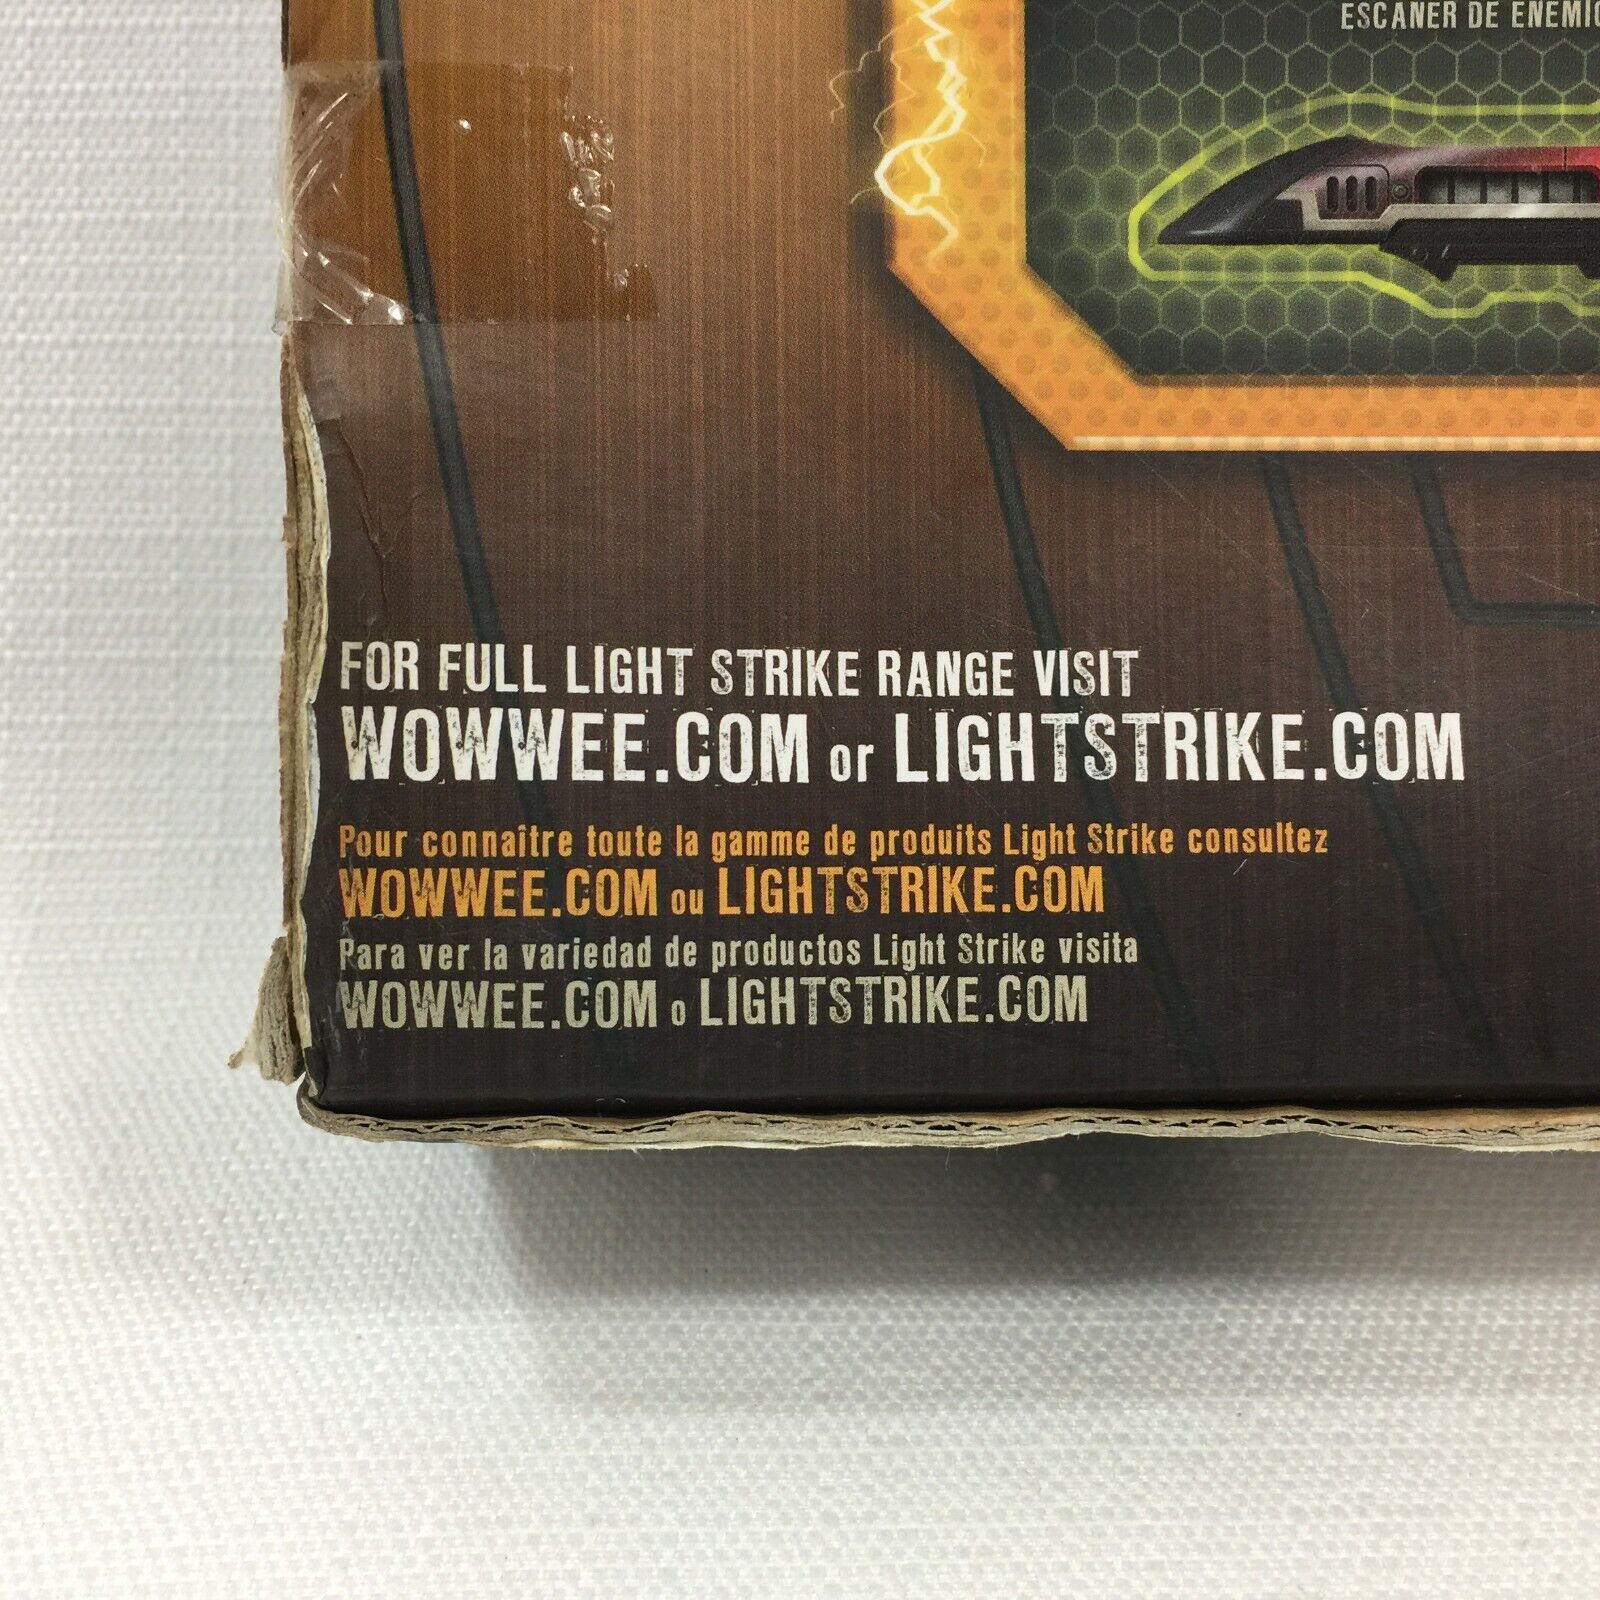 ESCANER DE
FOR FULL LIGHT STRIKE RANGE VISIT
WOWWEE.COM or LIGHTSTRIKE.COM
Pour connaître toute la gamme de produits Light Strike consultez
WOWWEE.COM ou LIGHTSTRIKE.COM
Para ver la variedad de productos Light Strike visita
WOWWEE.COM o LIGHTSTRIKE.COM